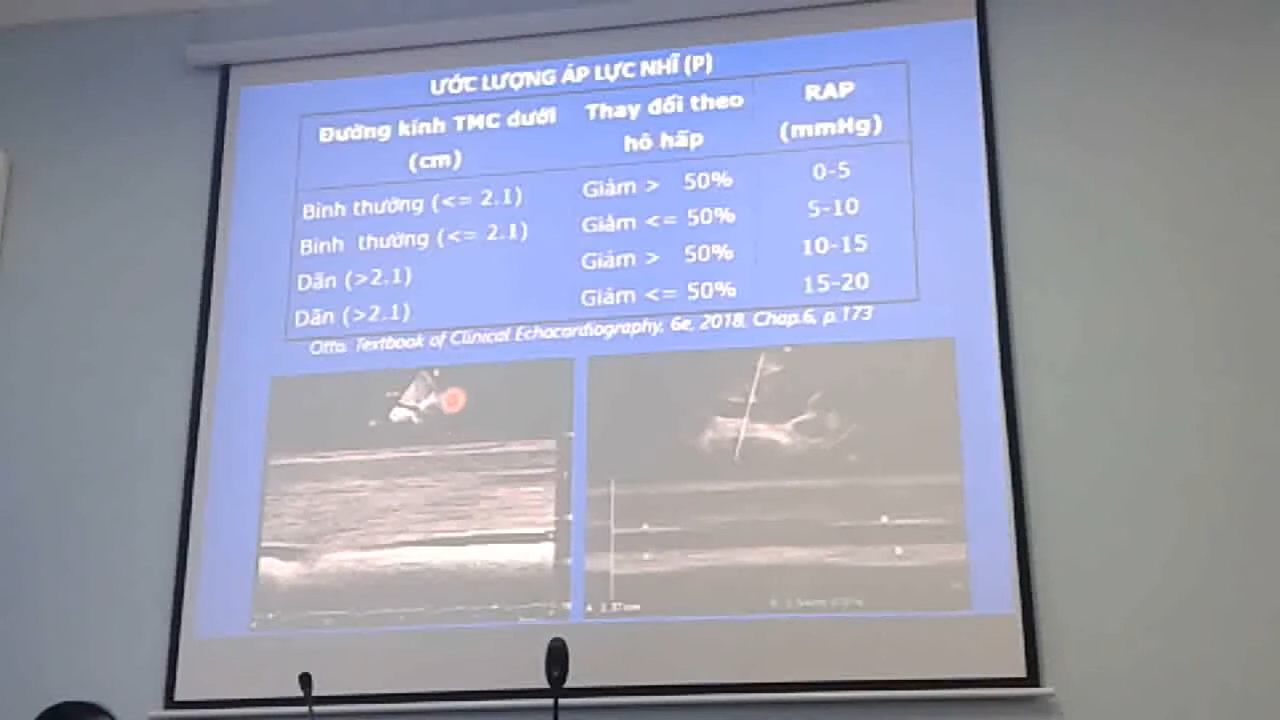 ƯỚC LƯỢNG ÁP LỰC NHĨ (P)
Đường kính TMC dưới (cm) Thay đổi theo hô hấp RAP (mmHg)
Bình thường (<= 2.1) Giảm > 50% 0-5
Bình thường (<= 2.1) Giảm <= 50% 5-10
Dãn (>2.1) Giảm > 50% 10-15
Dãn (>2.1) Giảm <= 50% 15-20
Otto. Textbook of Clinical Echocardiography, 6e, 2018, Chap.6, p.173